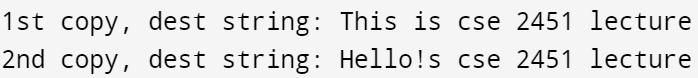 1st copy, dest string: This is cse 2451 lecture
2nd copy, dest string: Hello!s cse 2451 lecture